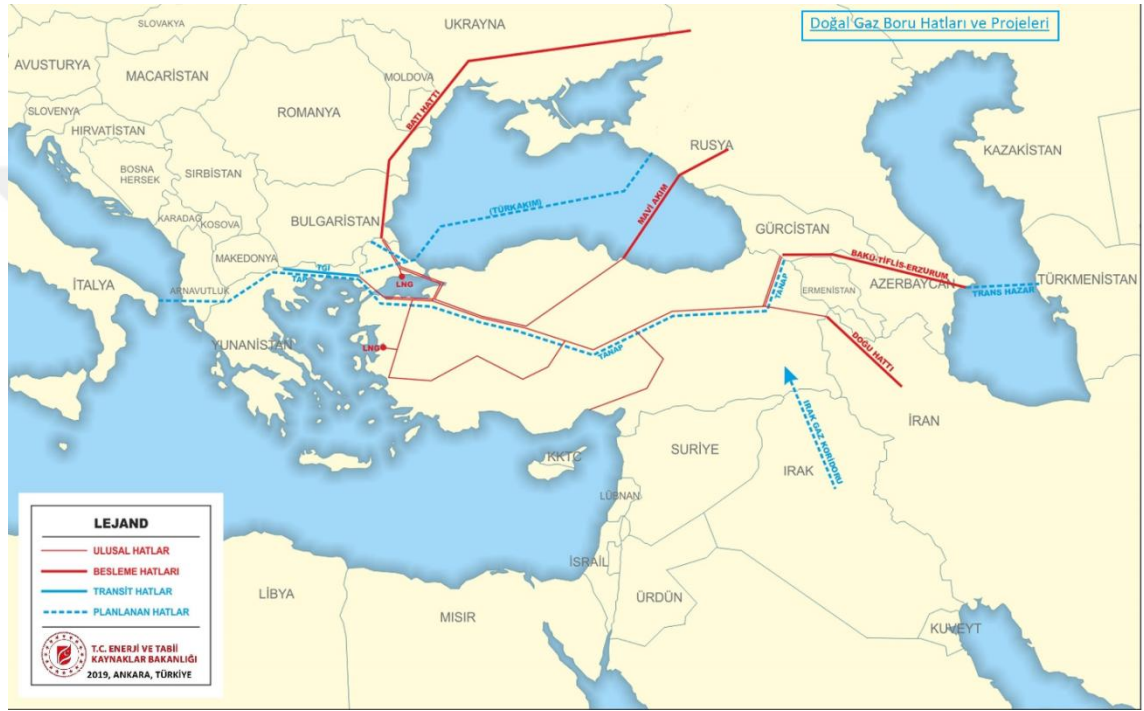 Doğal Gaz Boru Hatları ve Projeleri
SLOVAKYA
UKRAYNA
AVUSTURYA
MACARİSTAN
MOLDOVA
SLOVENYA
HIRVATİSTAN
ROMANYA
BATI HATTI
BOSNA
HERSEK
SIRBİSTAN
RUSYA
KAZAKİSTAN
KARADAĞ
KOSOVA
BULGARİSTAN
(TÜRKAKIM)
MAVİ AKIM
GÜRCİSTAN
MAKEDONYA
İTALYA
ARNAVUTLUK
TGI
TAP
LNG
BAKÜ-TİFLİS-ERZURUM
TANAP
ERMENİSTAN
AZERBAYCAN
TÜRKMENİSTAN
TRANS HAZAR
YUNANİSTAN
LNG
TANAP
DOĞU HATTI
İRAN
IRAK GAZ KORİDORU
KKTC
SURİYE
IRAK
LÜBNAN
İSRAİL
ÜRDÜN
LİBYA
MISIR
KUVEYT
LEJAND
ULUSAL HATLAR
BESLEME HATLARI
TRANSİT HATLAR
PLANLANAN HATLAR
T.C. ENERJİ VE TABİİ
KAYNAKLAR BAKANLIĞI
2019, ANKARA, TÜRKİYE